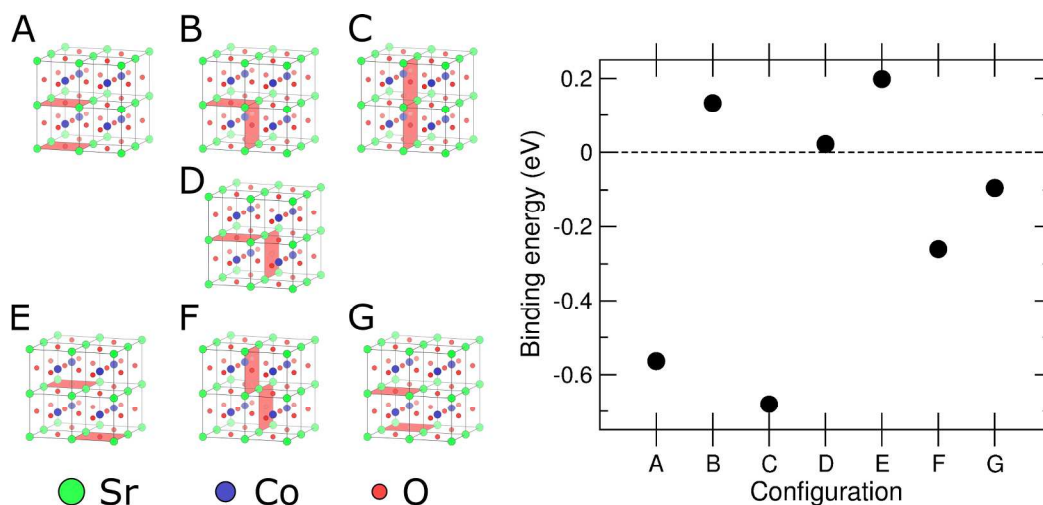 A B C
D
E F G
Sr Co O
Binding energy (eV)
0.2
0
-0.2
-0.4
-0.6
A B C D E F G
Configuration